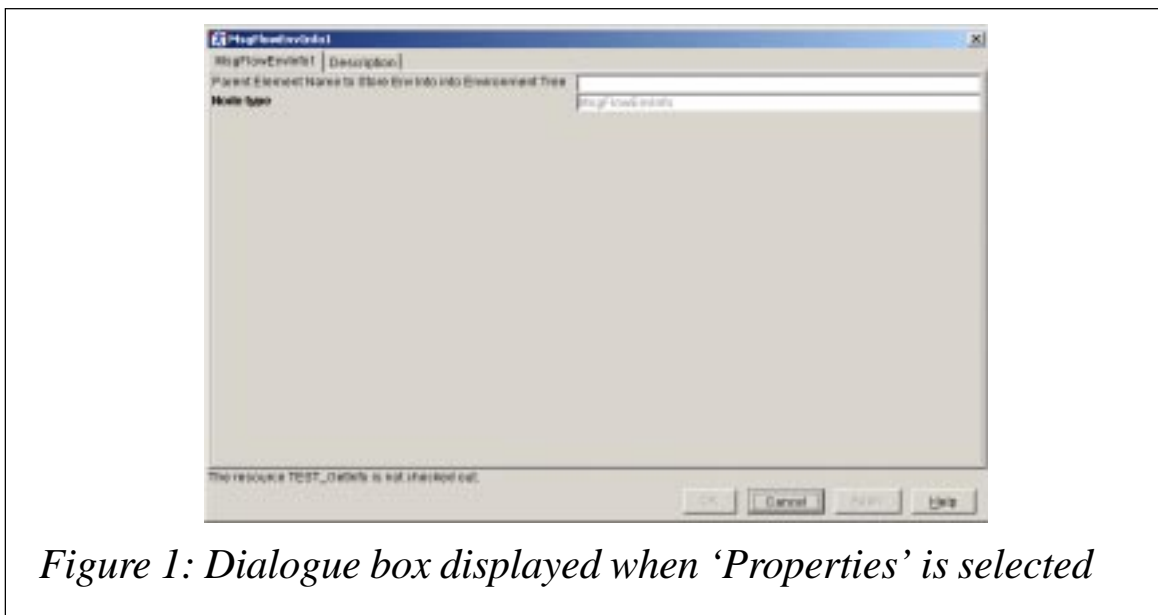 MsgFlowEnvInfo1
MsgFlowEnvInfo1 Description
Parent Element Name to Store Env Info into Environment Tree
Node type MsgFlowEnvInfo
The resource TEST_GetInfo is not checked out.
OK Cancel Apply Help
Figure 1: Dialogue box displayed when ‘Properties’ is selected